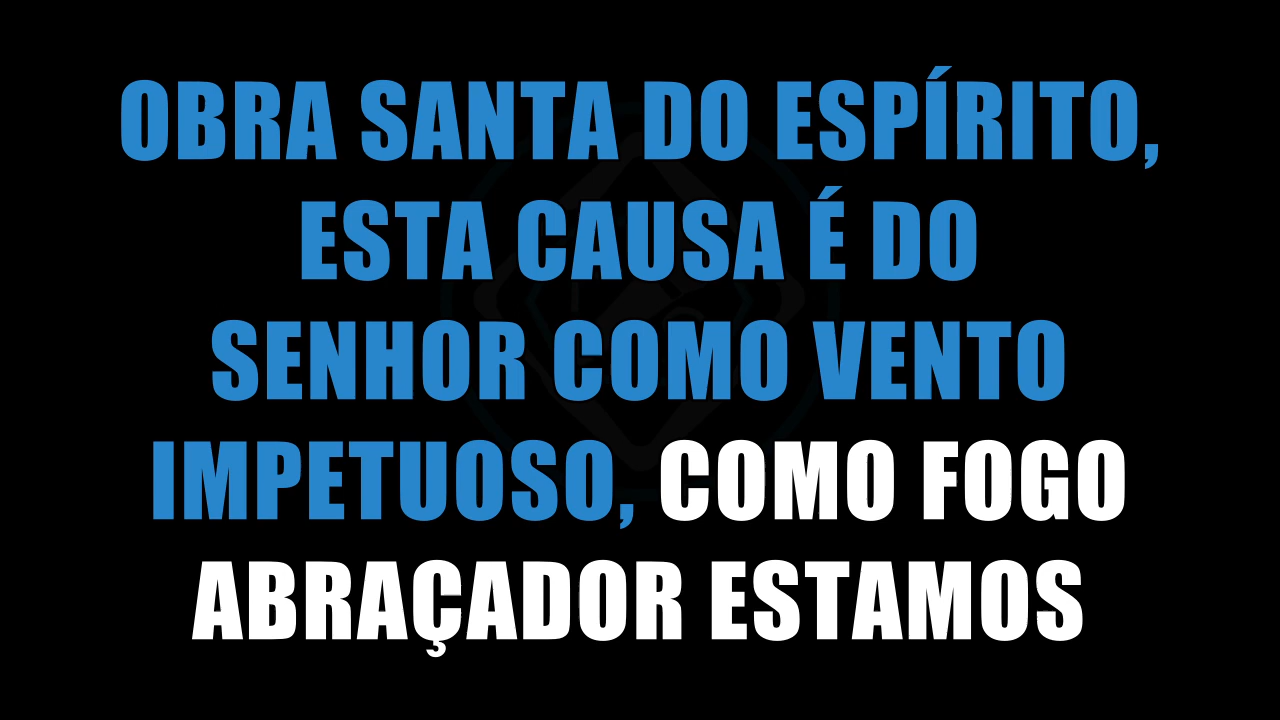 OBRA SANTA DO ESPÍRITO,
ESTA CAUSA É DO
SENHOR COMO VENTO
IMPETUOSO, COMO FOGO
ABRAÇADOR ESTAMOS